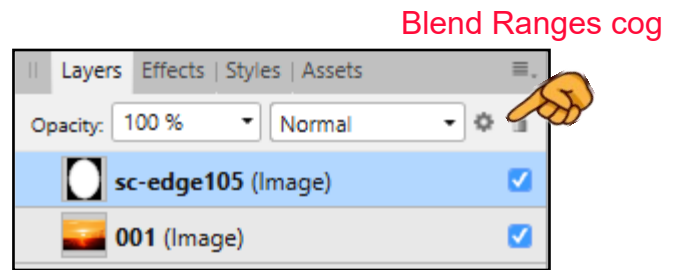 Blend Ranges cog
Layers Effects | Styles | Assets
Opacity: 100 % Normal
sc-edge105 (Image)
001 (Image)